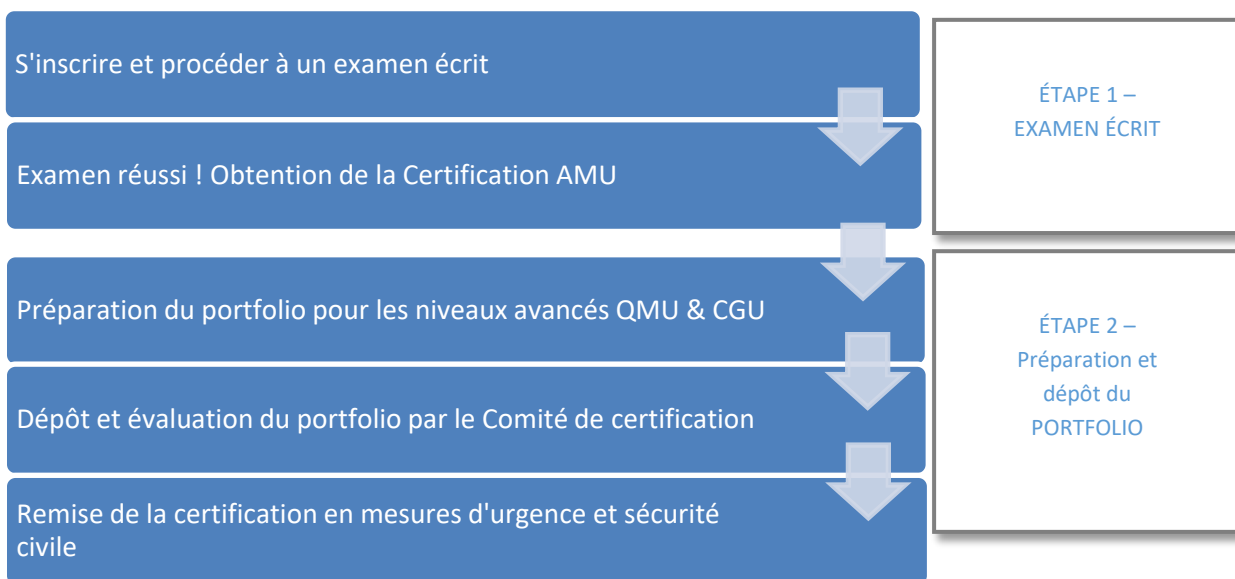 S'inscrire et procéder à un examen écrit
Examen réussi ! Obtention de la Certification AMU
ÉTAPE 1 –
EXAMEN ÉCRIT
Préparation du portfolio pour les niveaux avancés QMU & CGU
Dépôt et évaluation du portfolio par le Comité de certification
Remise de la certification en mesures d'urgence et sécurité
civile
ÉTAPE 2 –
Préparation et
dépôt du
PORTFOLIO